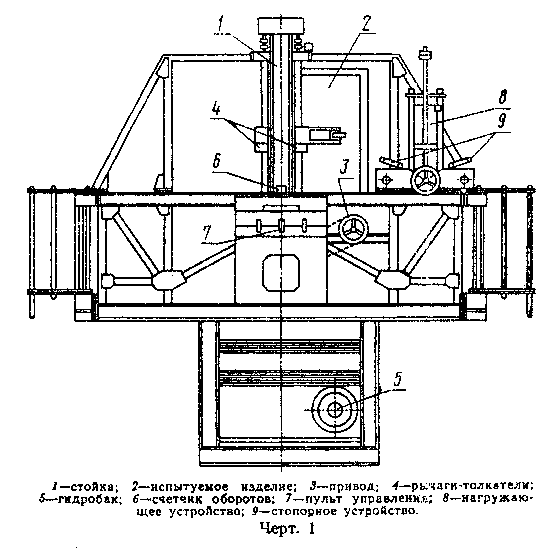 1
2
8
9
4
6
3
7
5
1—стойка; 2—испытуемое изделие; 3—привод; 4—рычаги-толкатели;
5—гидробак; 6—счетчик оборотов; 7—пульт управления; 8—нагружаю-
щее устройство; 9—стопорное устройство.
Черт. 1